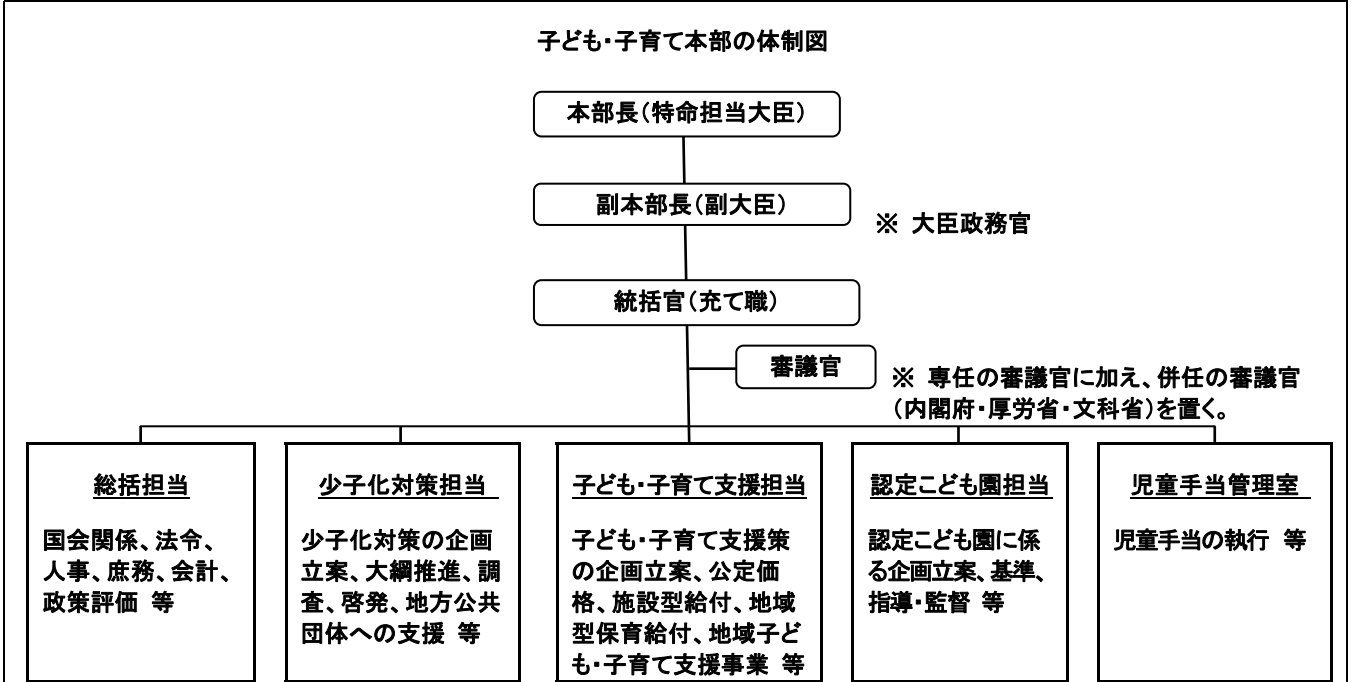 子ども・子育て本部の体制図
本部長（特命担当大臣）
副本部長（副大臣）
※ 大臣政務官
統括官（充て職）
審議官
※ 専任の審議官に加え、併任の審議官
（内閣府・厚労省・文科省）を置く。
総括担当
国会関係、法令、
人事、庶務、会計、
政策評価 等
少子化対策担当
少子化対策の企画
立案、大綱推進、調
査、啓発、地方公共
団体への支援 等
子ども・子育て支援担当
子ども・子育て支援策
の企画立案、公定価
格、施設型給付、地域
型保育給付、地域子ど
も・子育て支援事業 等
認定こども園担当
認定こども園に係
る企画立案、基準、
指導・監督 等
児童手当管理室
児童手当の執行 等